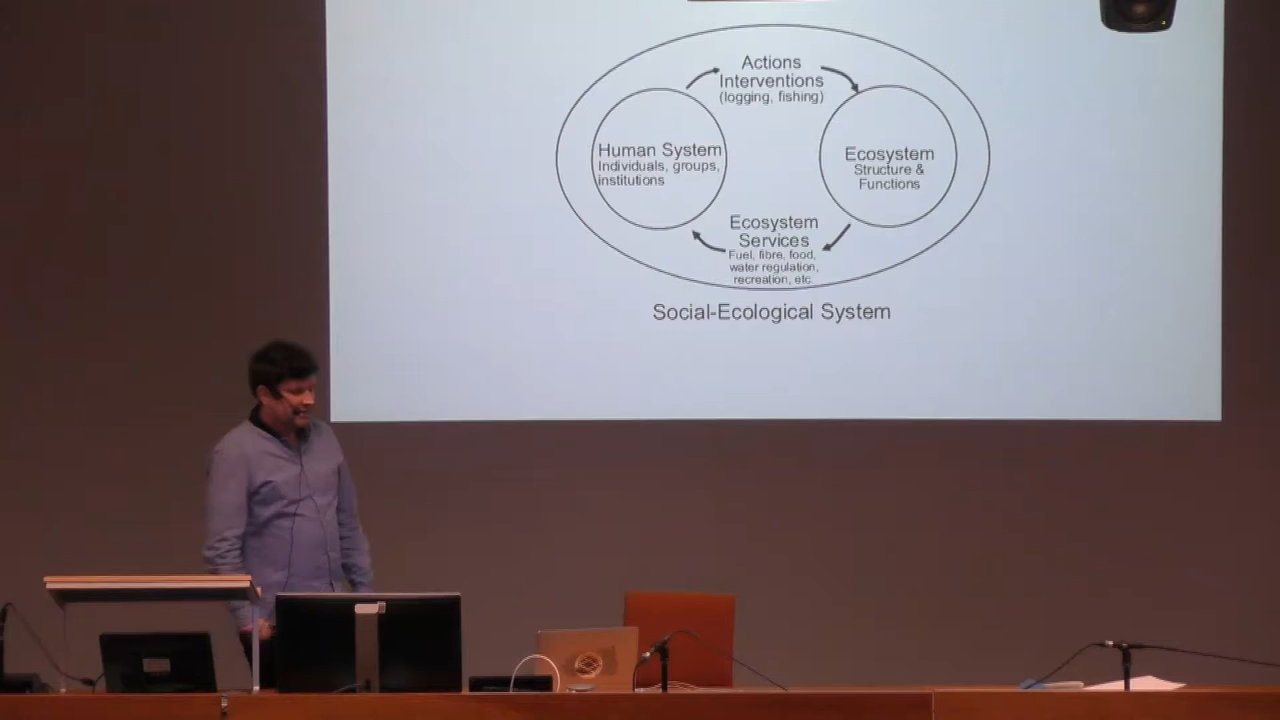 Actions
Interventions
(logging, fishing)
Human System
Individuals, groups,
institutions
Ecosystem
Structure &
Functions
Ecosystem
Services
Fuel, fibre, food,
water regulation,
recreation, etc.
Social-Ecological System